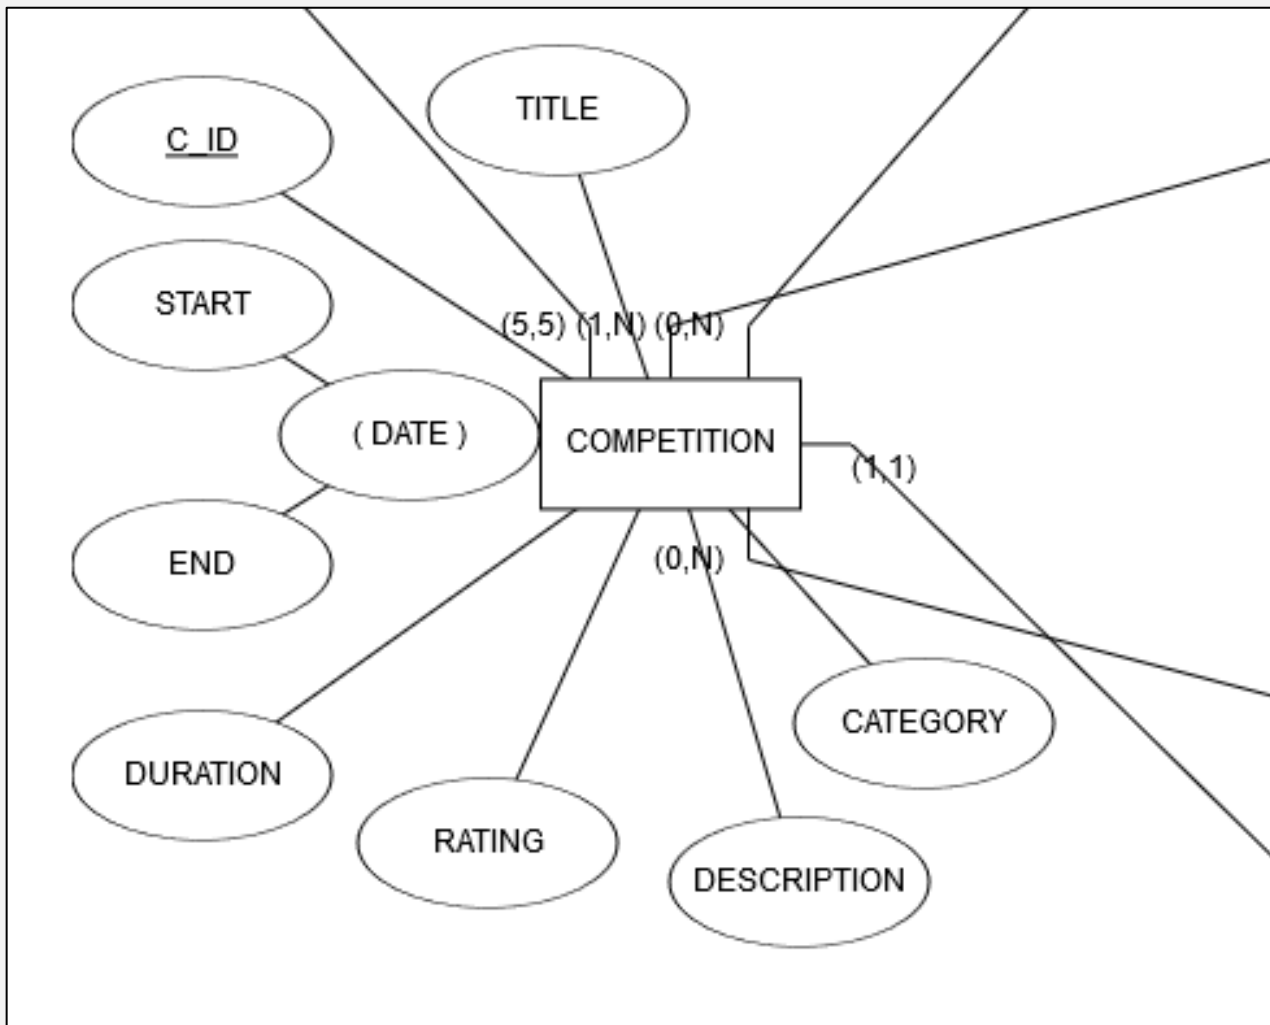 TITLE
C_ID
START
(5,5) (1,N) (0,N)
( DATE )
COMPETITION
(1,1)
END
(0,N)
CATEGORY
DURATION
RATING
DESCRIPTION